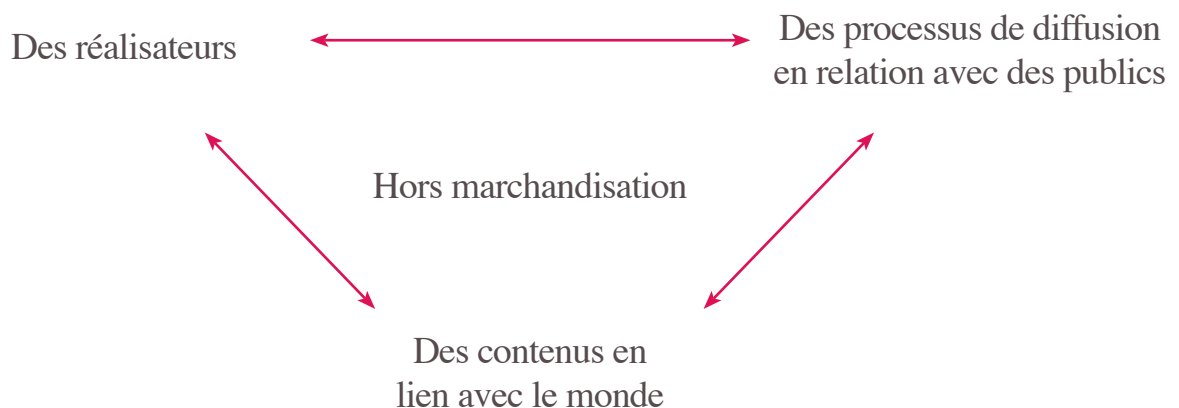 Des réalisateurs
Des processus de diffusion
en relation avec des publics
Hors marchandisation
Des contenus en
lien avec le monde